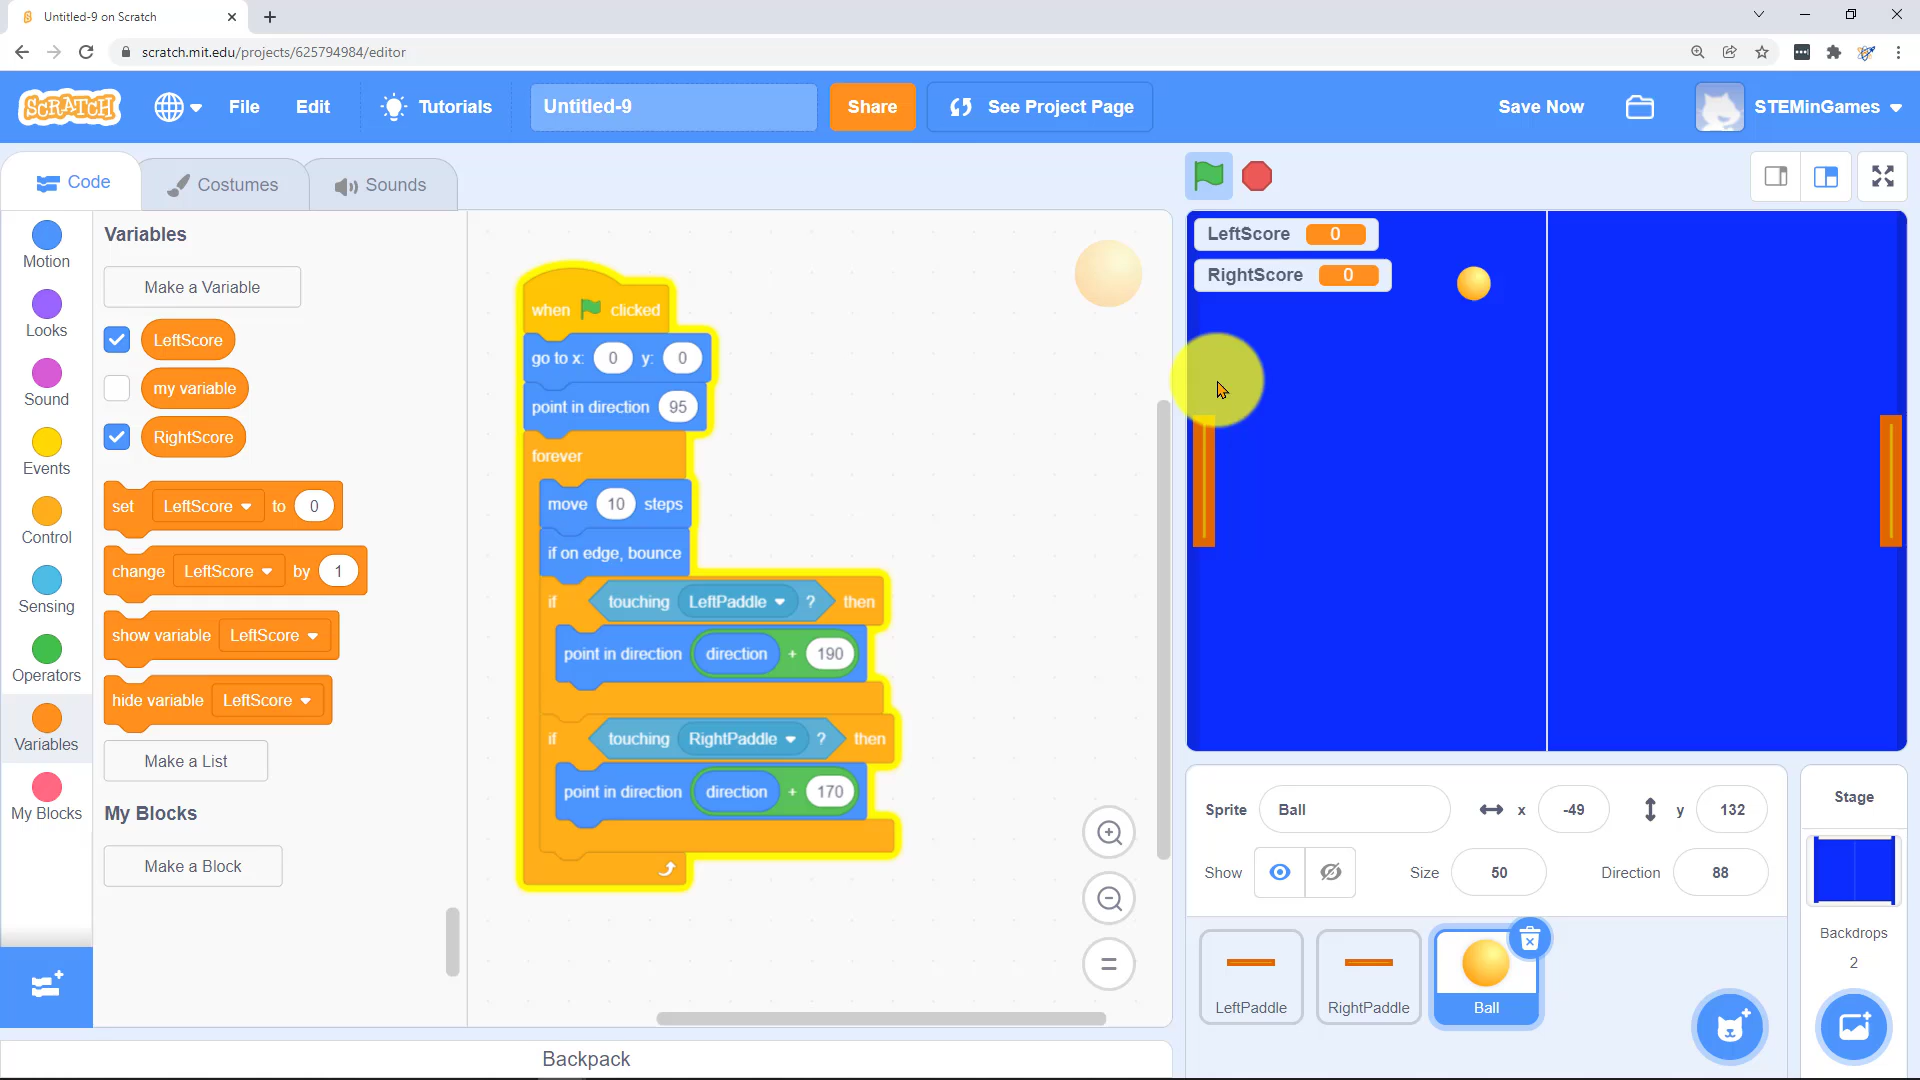 Untitled-9 on Scratch
scratch.mit.edu/projects/625794984/editor
SCRATCH
File
Edit
Tutorials
Untitled-9
Share
See Project Page
Save Now
STEMinGames
Code
Costumes
Sounds
Motion
Looks
Sound
Events
Control
Sensing
Operators
Variables
My Blocks
Variables
Make a Variable
LeftScore
my variable
RightScore
set LeftScore to 0
change LeftScore by 1
show variable LeftScore
hide variable LeftScore
Make a List
My Blocks
Make a Block
when clicked
go to x: 0 y: 0
point in direction 95
forever
move 10 steps
if on edge, bounce
if touching LeftPaddle ? then
point in direction direction + 190
if touching RightPaddle ? then
point in direction direction + 170
Backpack
LeftScore 0
RightScore 0
Sprite Ball x -49 y 132
Show Size 50 Direction 88
LeftPaddle
RightPaddle
Ball
Stage
Backdrops
2